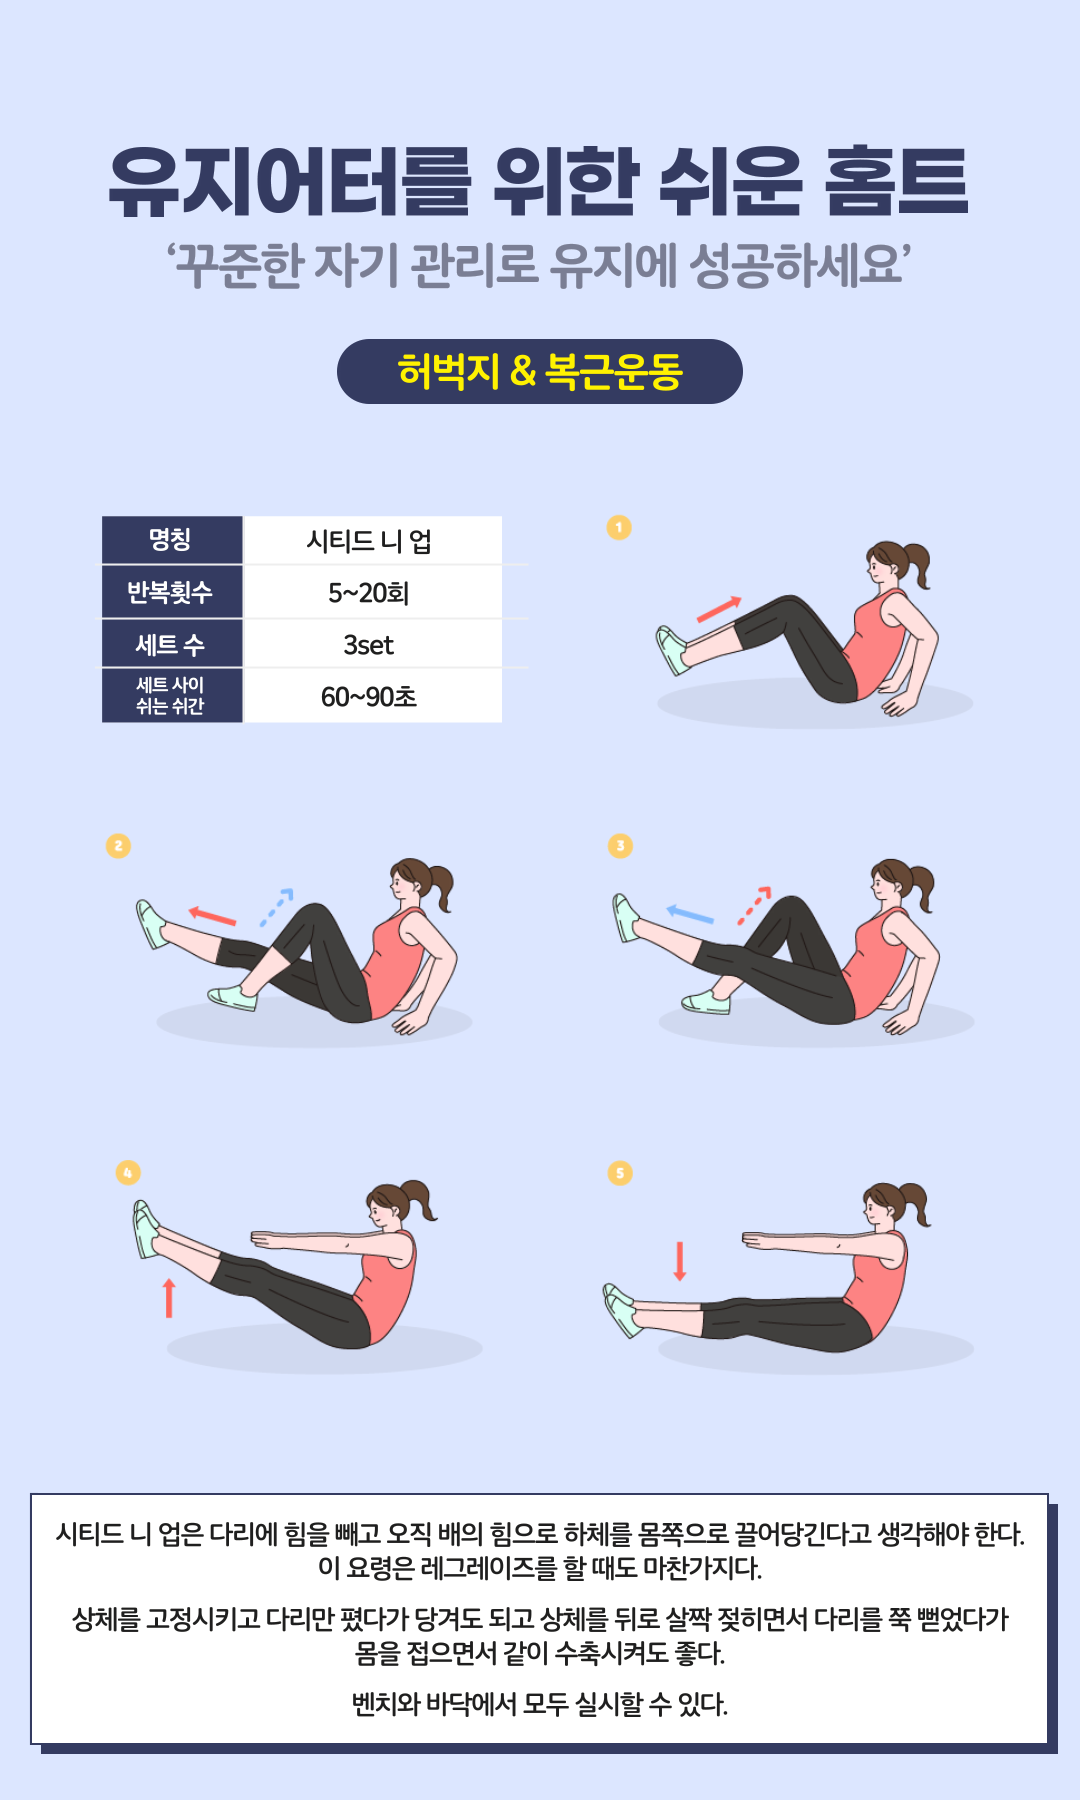 유지어터를 위한 쉬운 홈트
‘꾸준한 자기 관리로 유지에 성공하세요’
허벅지 & 복근운동
명칭 시티드 니 업
반복횟수 5~20회
세트 수 3set
세트 사이
쉬는 쉬간 60~90초
1
2
3
4
5
시티드 니 업은 다리에 힘을 빼고 오직 배의 힘으로 하체를 몸쪽으로 끌어당긴다고 생각해야 한다.
이 요령은 레그레이즈를 할 때도 마찬가지다.
상체를 고정시키고 다리만 폈다가 당겨도 되고 상체를 뒤로 살짝 젖히면서 다리를 쭉 뻗었다가
몸을 접으면서 같이 수축시켜도 좋다.
벤치와 바닥에서 모두 실시할 수 있다.